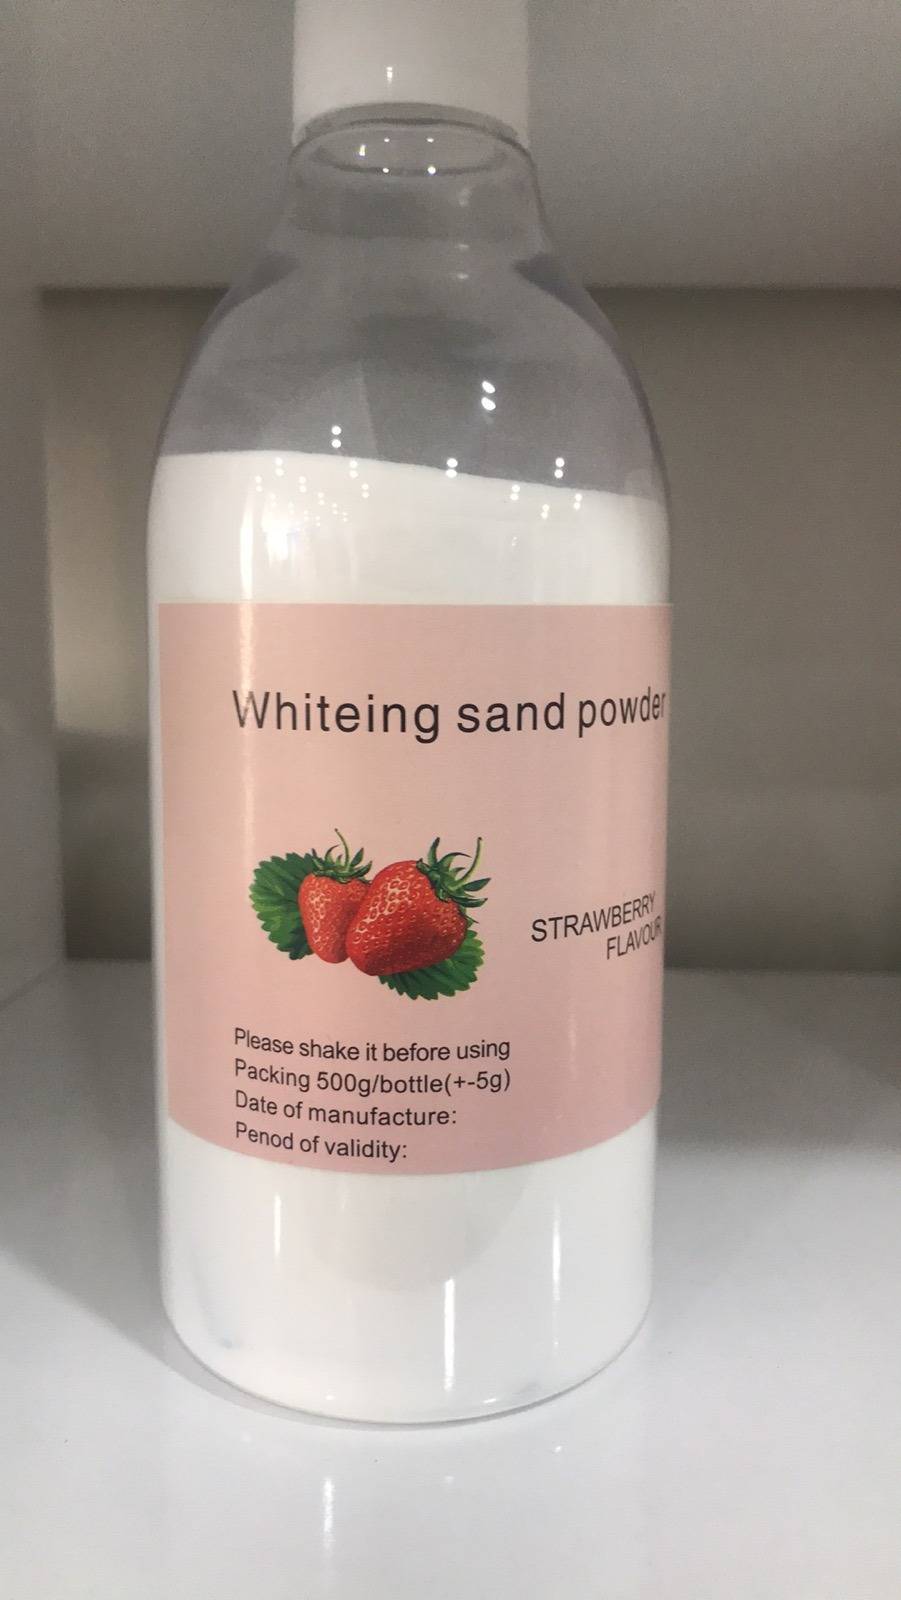 Whiteing sand powder
STRAWBERRY
FLAVOUR
Please shake it before using
Packing 500g/bottle(+-5g)
Date of manufacture:
Penod of validity: